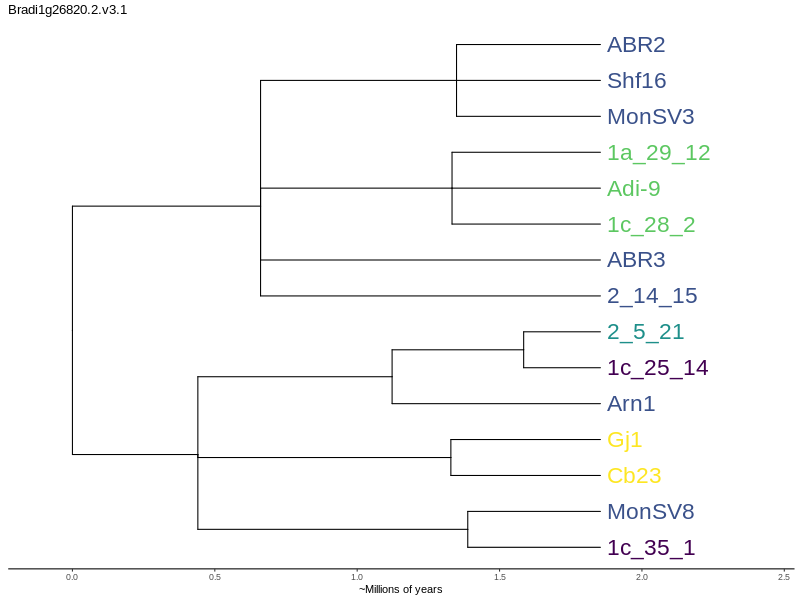 Bradi1g26820.2.v3.1
ABR2
Shf16
MonSV3
1a_29_12
Adi-9
1c_28_2
ABR3
2_14_15
2_5_21
1c_25_14
Arn1
Gj1
Cb23
MonSV8
1c_35_1
0.0 0.5 1.0 1.5 2.0 2.5
~Millions of years